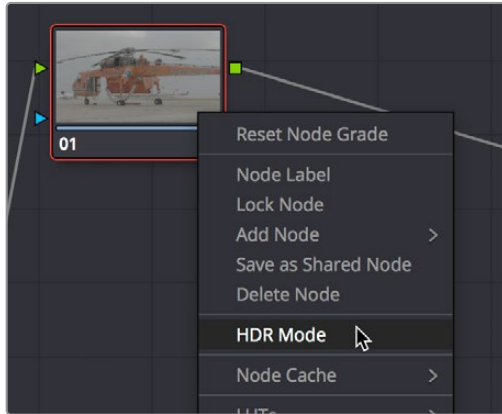 01
Reset Node Grade
Node Label
Lock Node
Add Node
Save as Shared Node
Delete Node
HDR Mode
Node Cache
LUTs